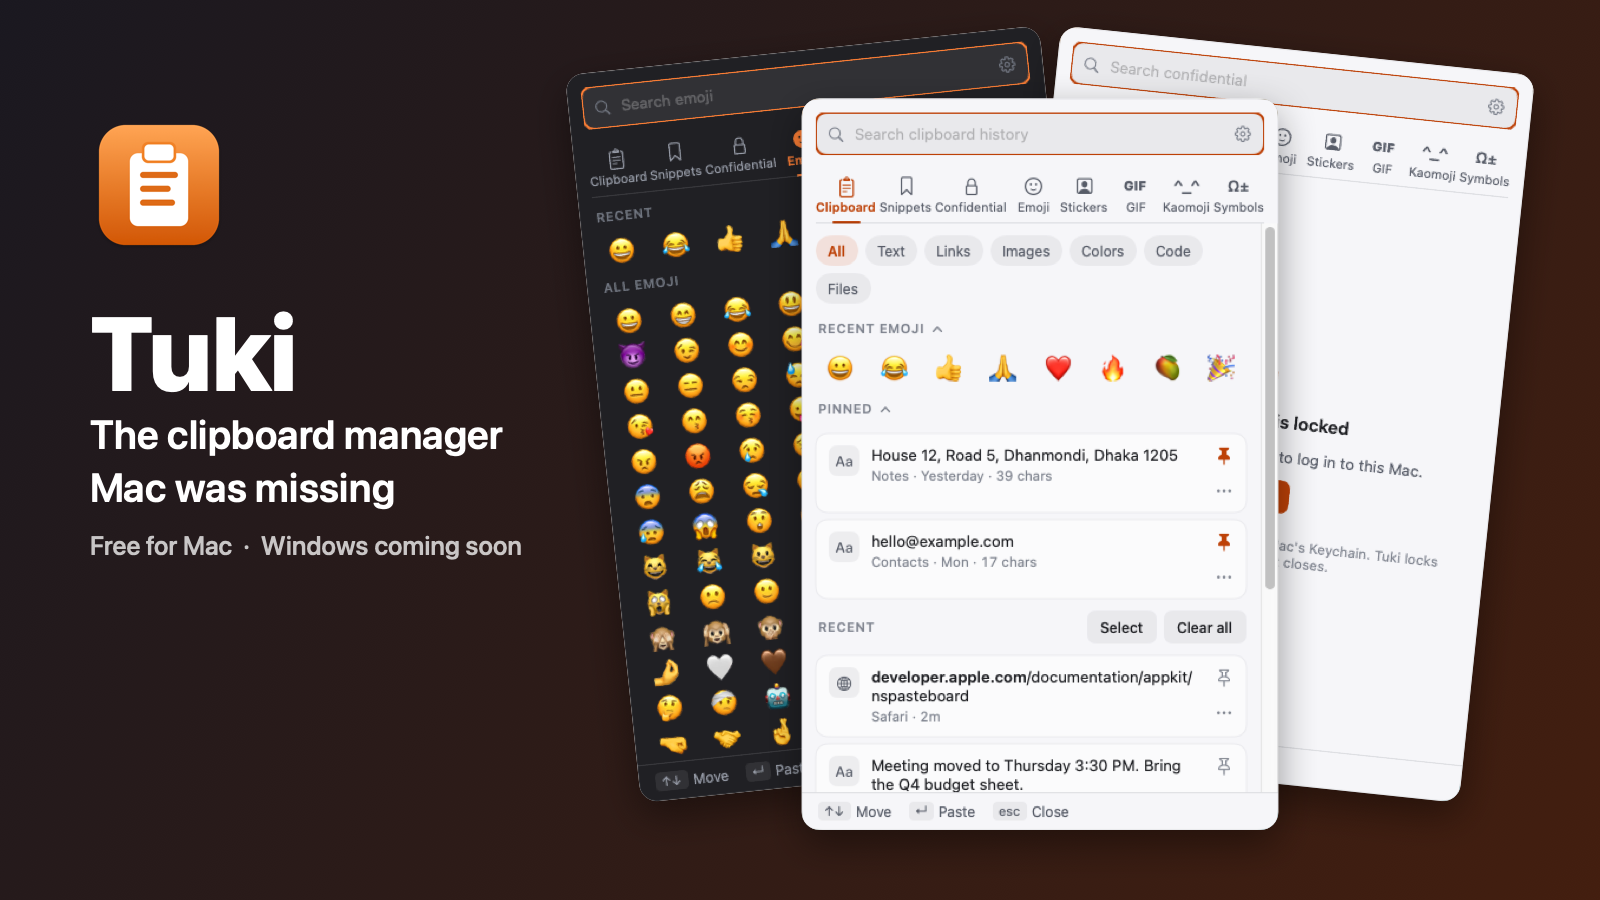 Tuki
The clipboard manager
Mac was missing
Free for Mac · Windows coming soon
Search emoji
Clipboard Snippets Confidential
RECENT
ALL EMOJI
Move
Search clipboard history
Clipboard Snippets Confidential Emoji Stickers GIF GIF Kaomoji Symbols
All Text Links Images Colors Code
Files
RECENT EMOJI
PINNED
Aa
House 12, Road 5, Dhanmondi, Dhaka 1205
Notes · Yesterday · 39 chars
Aa
hello@example.com
Contacts · Mon · 17 chars
RECENT
Select
Clear all
developer.apple.com/documentation/appkit/
nspasteboard
Safari · 2m
Aa
Meeting moved to Thursday 3:30 PM. Bring
the Q4 budget sheet.
↑↓ Move ↵ Paste esc Close
Search confidential
Stickers GIF GIF ^_^ Kaomoji Ω± Symbols
locked
to log in to this Mac.
Keychain. Tuki locks
closes.